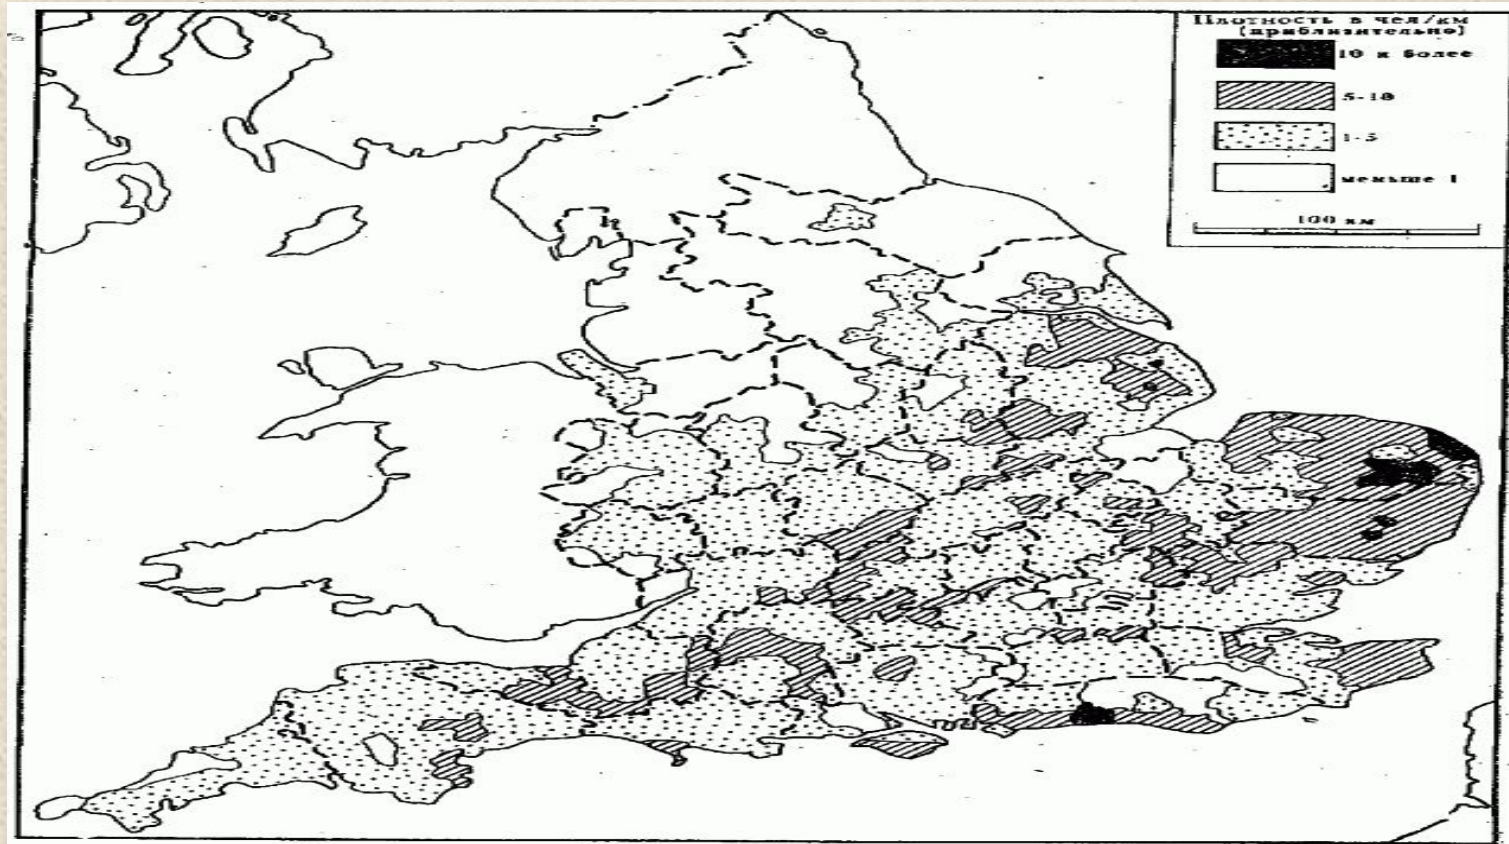 Плотность в чел/км
(приблизительно)
10 и более
5-10
1-5
меньше 1
100 км